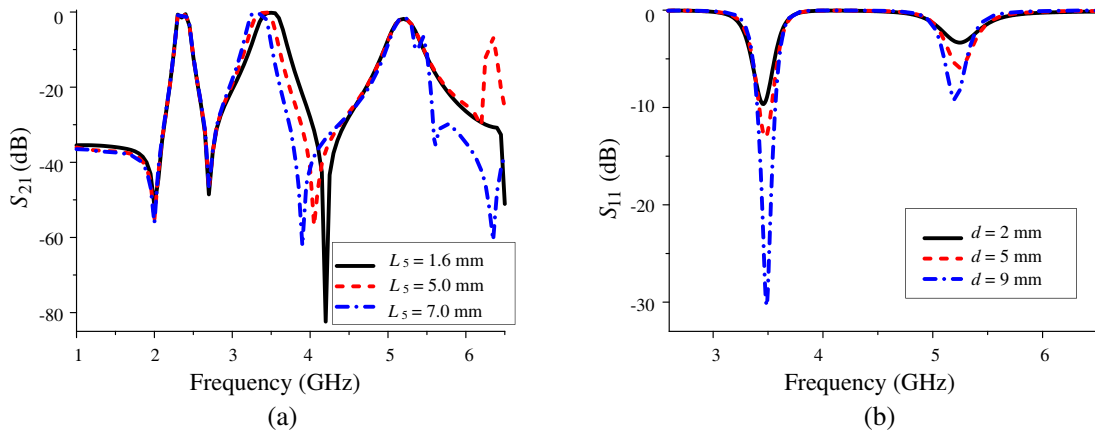 0
-20
-40
-60
-80
S21 (dB)
L5 = 1.6 mm
L5 = 5.0 mm
L5 = 7.0 mm
1 2 3 4 5 6
Frequency (GHz)
(a)
0
-10
-20
-30
S11 (dB)
d = 2 mm
d = 5 mm
d = 9 mm
3 4 5 6
Frequency (GHz)
(b)